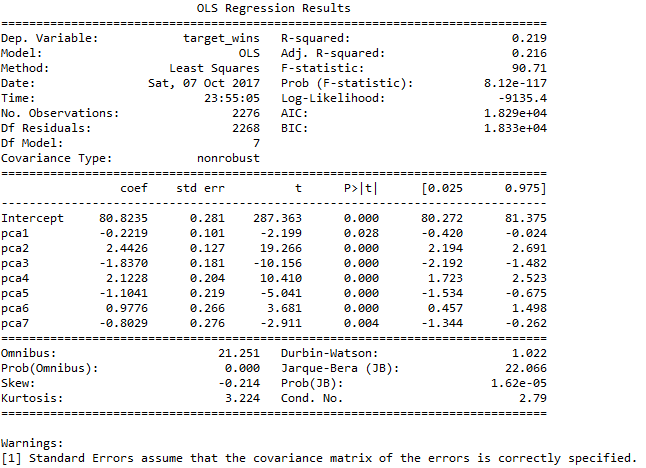 OLS Regression Results
==============================================================================
Dep. Variable:            target_wins   R-squared:                       0.219
Model:                            OLS   Adj. R-squared:                  0.216
Method:                 Least Squares   F-statistic:                     90.71
Date:                Sat, 07 Oct 2017   Prob (F-statistic):          8.12e-117
Time:                        23:55:05   Log-Likelihood:                -9135.4
No. Observations:                2276   AIC:                         1.829e+04
Df Residuals:                    2268   BIC:                         1.833e+04
Df Model:                           7
Covariance Type:            nonrobust
==============================================================================
                 coef    std err          t      P>|t|      [0.025      0.975]
------------------------------------------------------------------------------
Intercept     80.8235      0.281    287.363      0.000      80.272      81.375
pca1          -0.2219      0.101     -2.199      0.028      -0.420      -0.024
pca2           2.4426      0.127     19.266      0.000       2.194       2.691
pca3          -1.8370      0.181    -10.156      0.000      -2.192      -1.482
pca4           2.1228      0.204     10.410      0.000       1.723       2.523
pca5          -1.1041      0.219     -5.041      0.000      -1.534      -0.675
pca6           0.9776      0.266      3.681      0.000       0.457       1.498
pca7          -0.8029      0.276     -2.911      0.004      -1.344      -0.262
==============================================================================
Omnibus:                       21.251   Durbin-Watson:                   1.022
Prob(Omnibus):                  0.000   Jarque-Bera (JB):               22.066
Skew:                          -0.214   Prob(JB):                     1.62e-05
Kurtosis:                       3.224   Cond. No.                         2.79
==============================================================================
Warnings:
[1] Standard Errors assume that the covariance matrix of the errors is correctly specified.